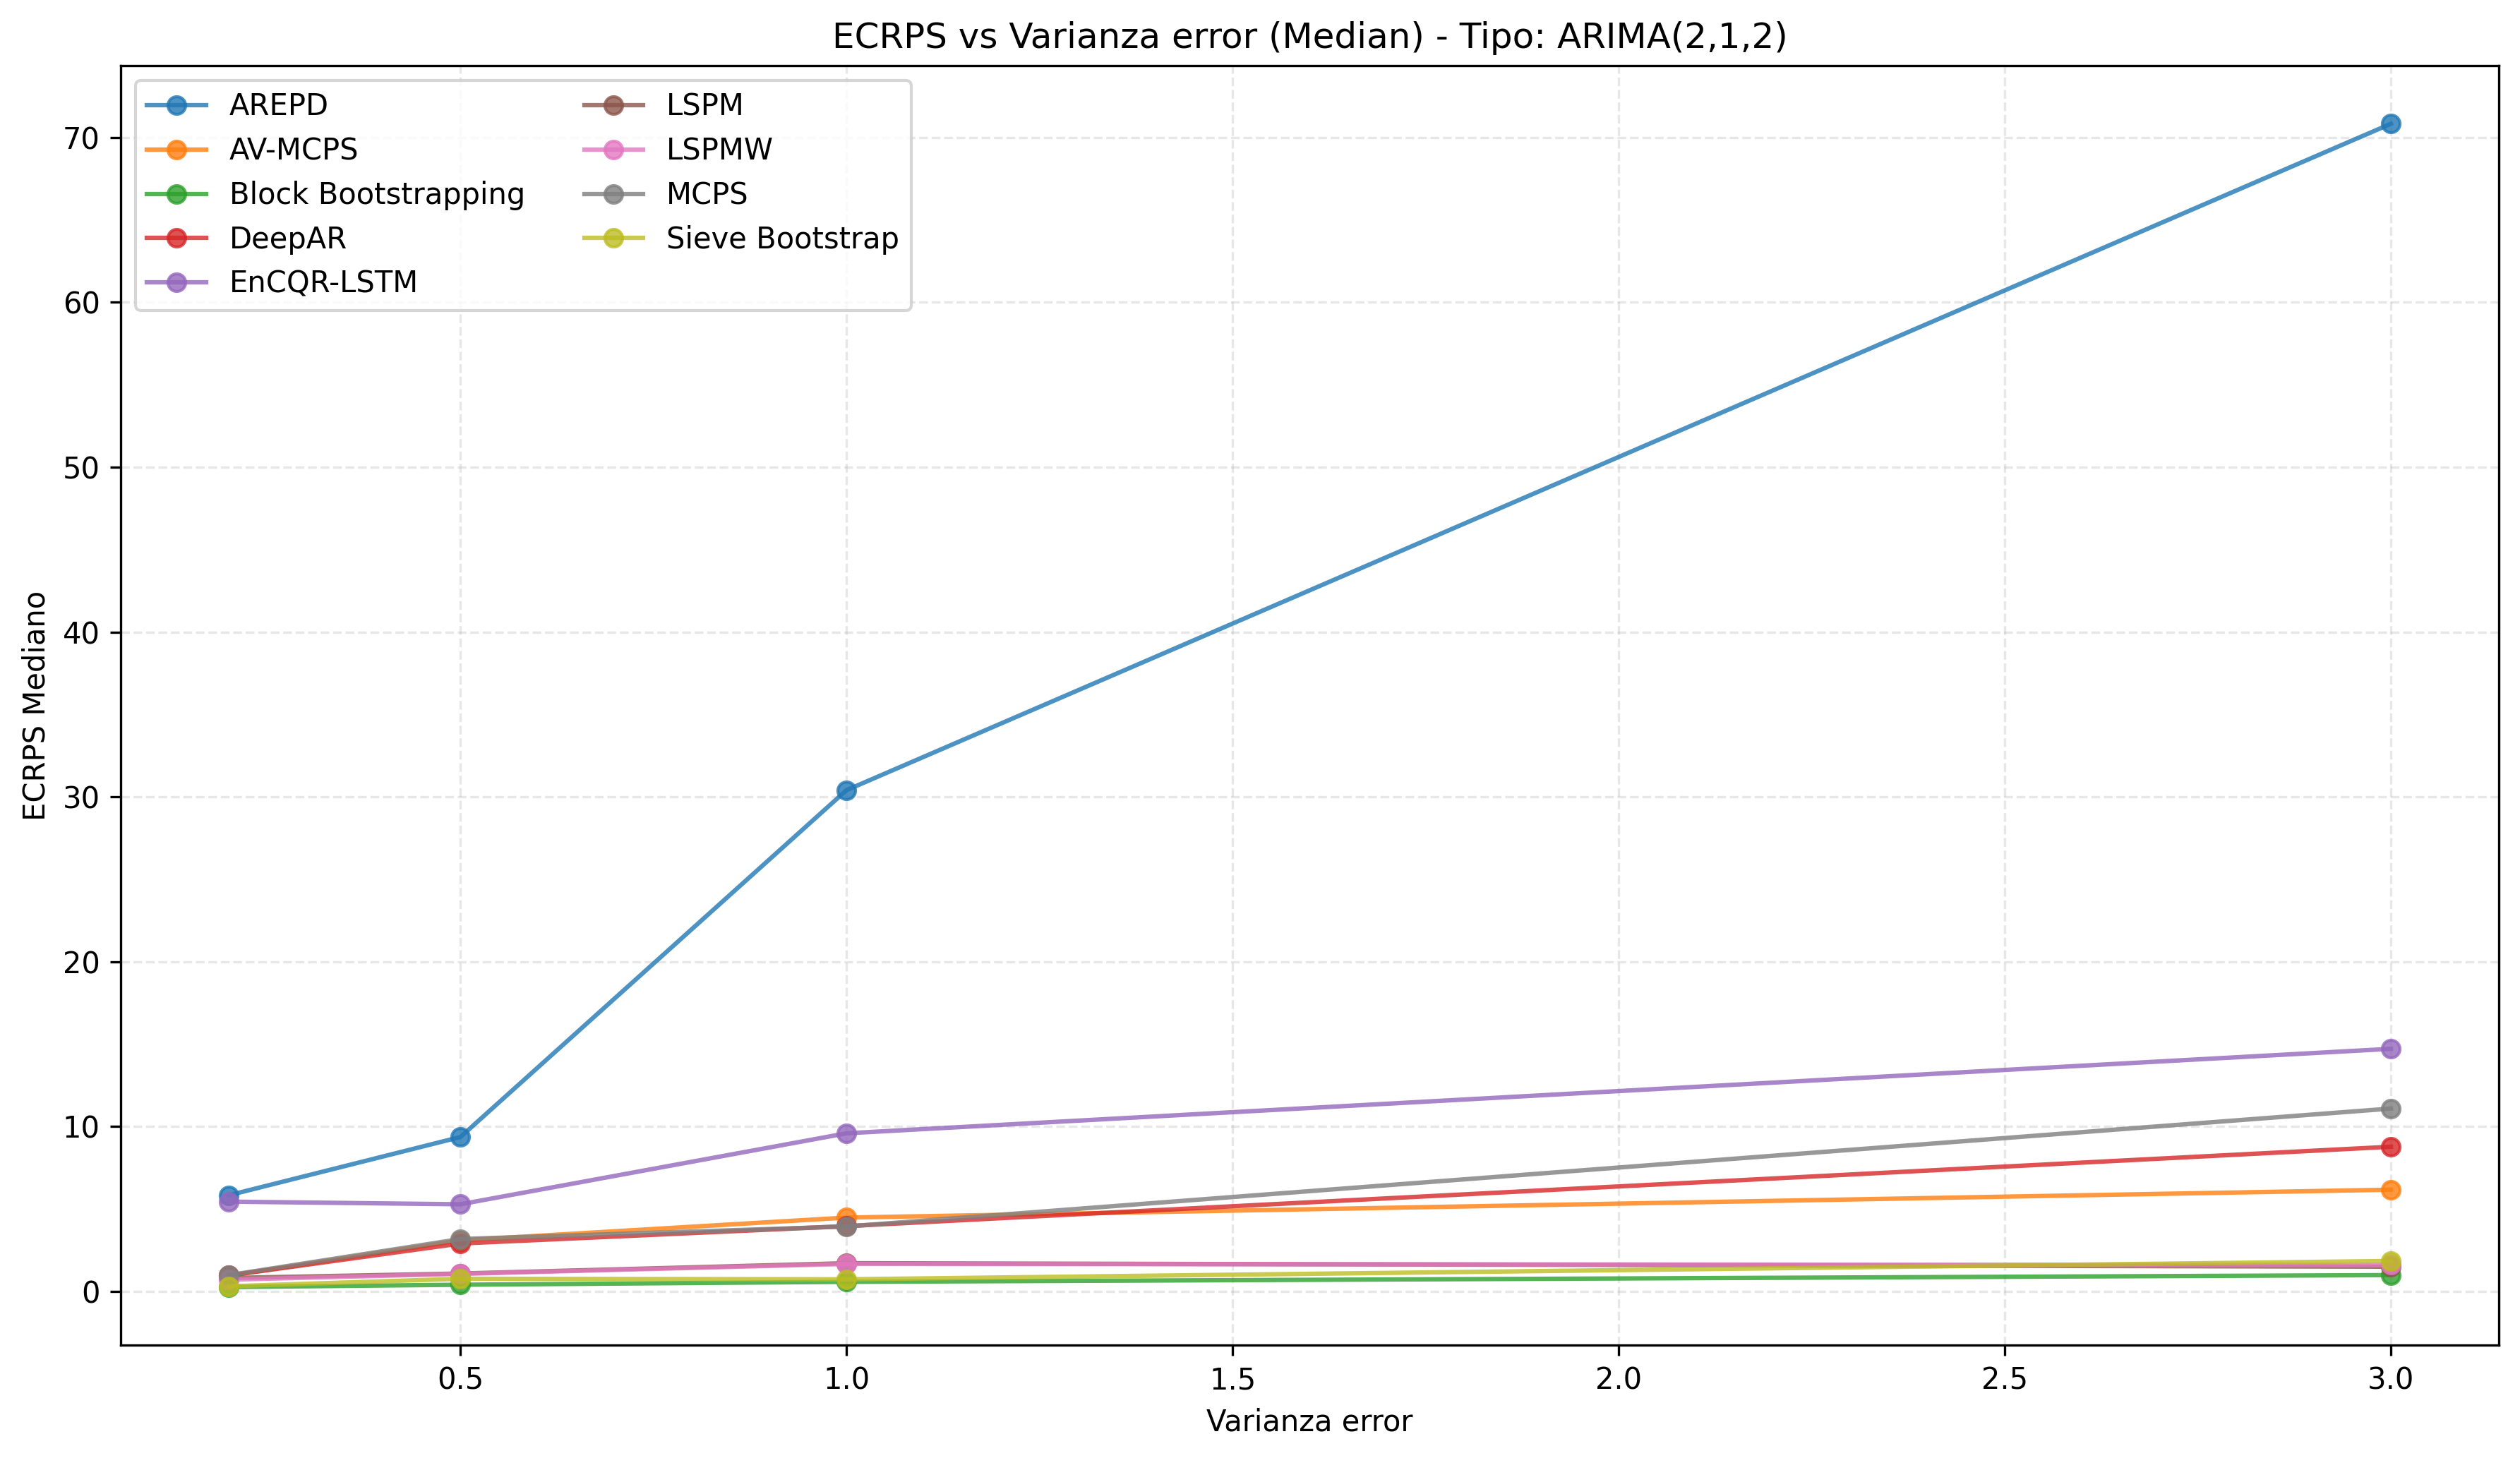 ECRPS vs Varianza error (Median) - Tipo: ARIMA(2,1,2)
AREPD
AV-MCPS
Block Bootstrapping
DeepAR
EnCQR-LSTM
LSPM
LSPMW
MCPS
Sieve Bootstrap
ECRPS Mediano
70
60
50
40
30
20
10
0
0.5
1.0
1.5
2.0
2.5
3.0
Varianza error